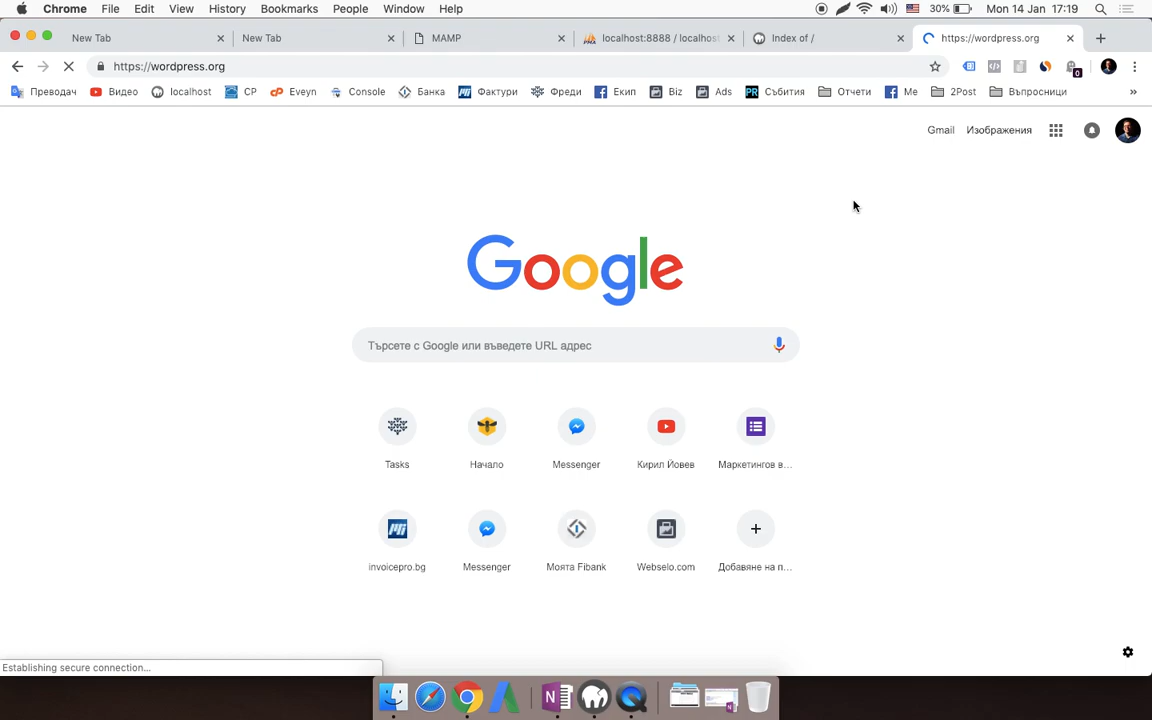 Chrome File Edit View History Bookmarks People Window Help 30% Mon 14 Jan 17:19
New Tab New Tab MAMP localhost:8888 / localhos Index of / https://wordpress.org
https://wordpress.org 0
Преводач Видео localhost CP Eveyn Console Банка Фактури Фреди Екип Biz Ads PR Събития Отчети Me 2Post Въпросници »
Gmail Изображения
Google
Търсете с Google или въведете URL адрес
Tasks Начало Messenger Кирил Йовев Маркетингов в...
invoicepro.bg Messenger Моята Fibank Webselo.com Добавяне на п...
Establishing secure connection...